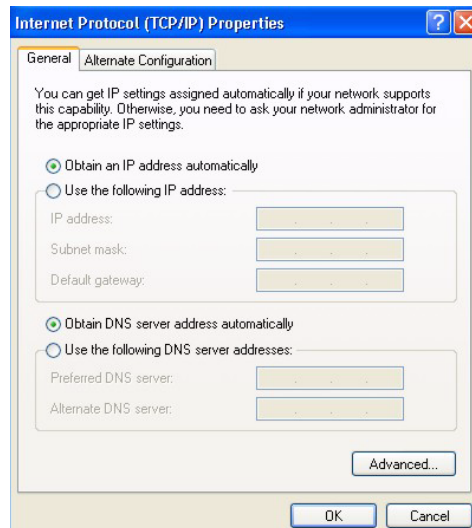 Internet Protocol (TCP/IP) Properties
General
Alternate Configuration
You can get IP settings assigned automatically if your network supports
this capability. Otherwise, you need to ask your network administrator for
the appropriate IP settings.
Obtain an IP address automatically
Use the following IP address:
IP address:
Subnet mask:
Default gateway:
Obtain DNS server address automatically
Use the following DNS server addresses:
Preferred DNS server:
Alternate DNS server:
Advanced...
OK
Cancel